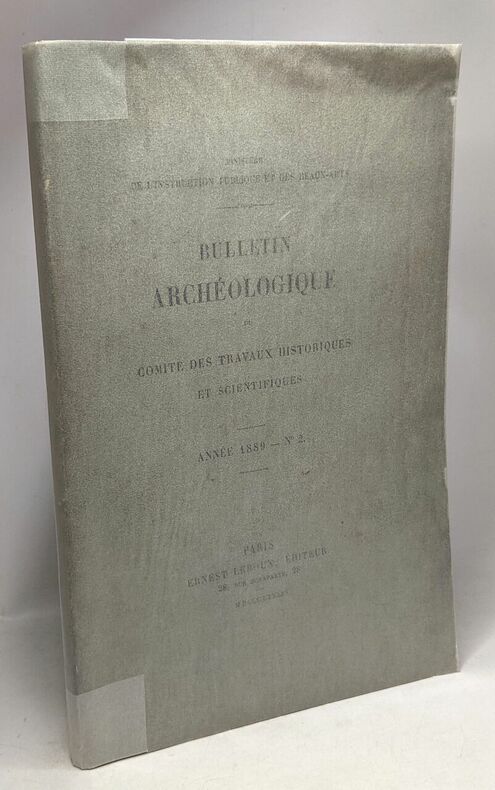 MINISTÈRE
DE L'INSTRUCTION PUBLIQUE ET DES BEAUX-ARTS
BULLETIN
ARCHÉOLOGIQUE
DU
COMITÉ DES TRAVAUX HISTORIQUES
ET SCIENTIFIQUES
ANNÉE 1889 — N° 2.
PARIS
ERNEST LEROUX, ÉDITEUR
28, RUE BONAPARTE, 28